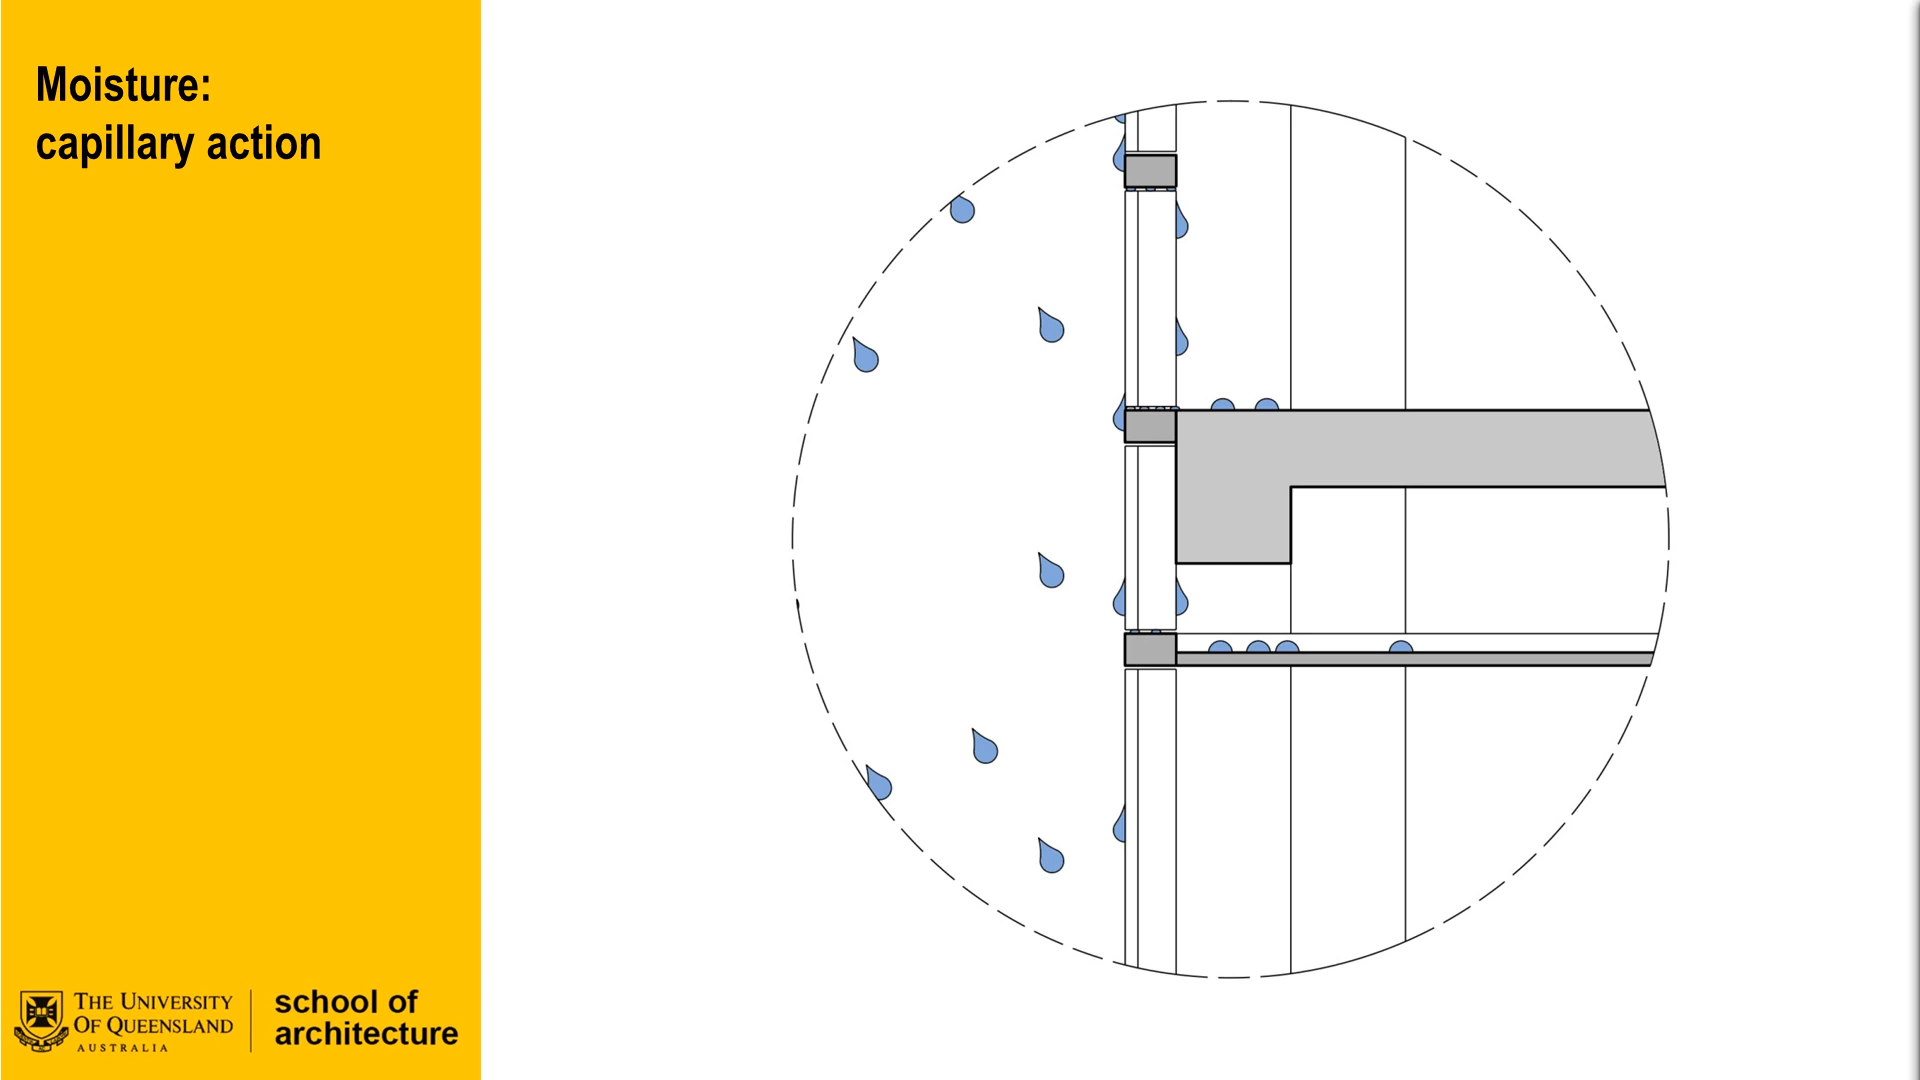 Moisture:
capillary action
THE UNIVERSITY
OF QUEENSLAND
AUSTRALIA
school of
architecture